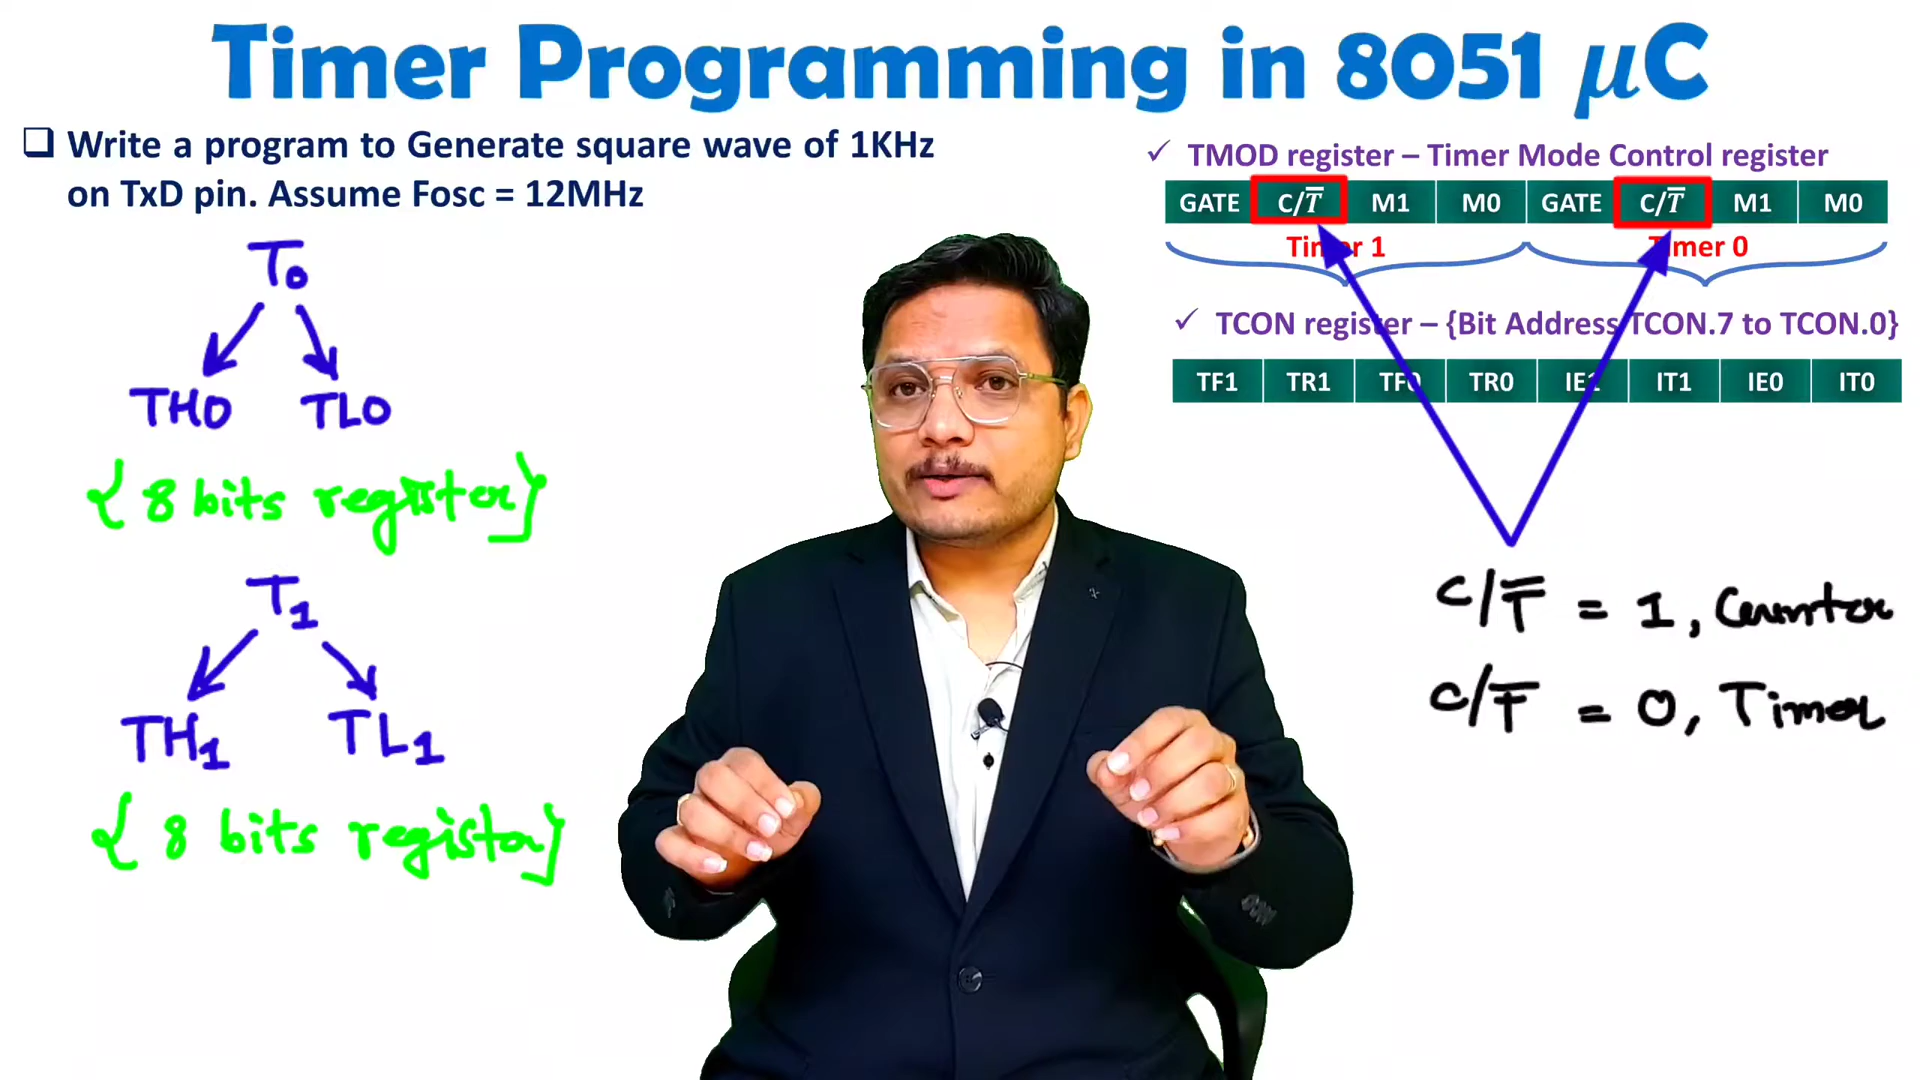 Timer Programming in 8051 μC
❑ Write a program to Generate square wave of 1KHz
on TxD pin. Assume Fosc = 12MHz
T0
TH0 TL0
{ 8 bits register}
T1
TH1 TL1
{ 8 bits register}
✓ TMOD register – Timer Mode Control register
GATE C/T̅ M1 M0 GATE C/T̅ M1 M0
Timer 1 Timer 0
✓ TCON register – {Bit Address TCON.7 to TCON.0}
TF1 TR1 TF0 TR0 IE1 IT1 IE0 IT0
C/T̅ = 1, Counter
C/T̅ = 0, Timer